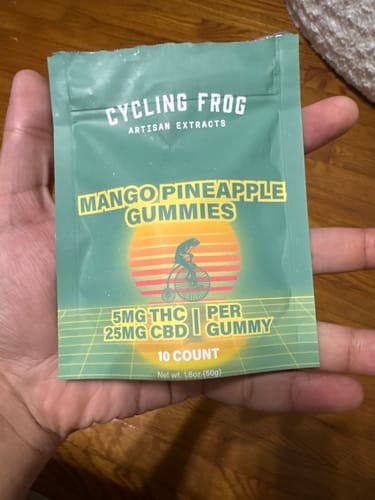 CYCLING FROG
ARTISAN EXTRACTS
MANGO PINEAPPLE
GUMMIES
5MG THC | PER
25MG CBD | GUMMY
10 COUNT
Net wt. 1.8oz (50g)